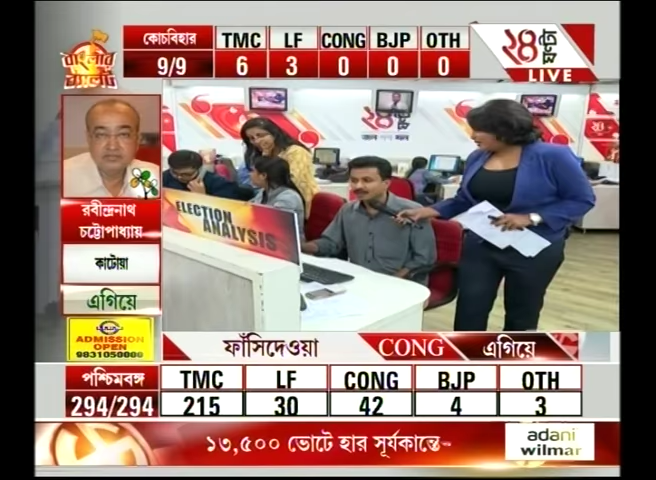 বাংলার ব্যালট
কোচবিহার TMC LF CONG BJP OTH
9/9 6 3 0 0 0
২৪ ঘণ্টা
LIVE
২৪
ELECTION ANALYSIS
রবীন্দ্রনাথ
চট্টোপাধ্যায়
কাটোয়া
এগিয়ে
ADMISSION
OPEN
9831050000
ফাঁসিদেওয়া CONG এগিয়ে
পশ্চিমবঙ্গ TMC LF CONG BJP OTH
294/294 215 30 42 4 3
১৩,৫০০ ভোটে হার সূর্যকান্তে
adani
wilmar